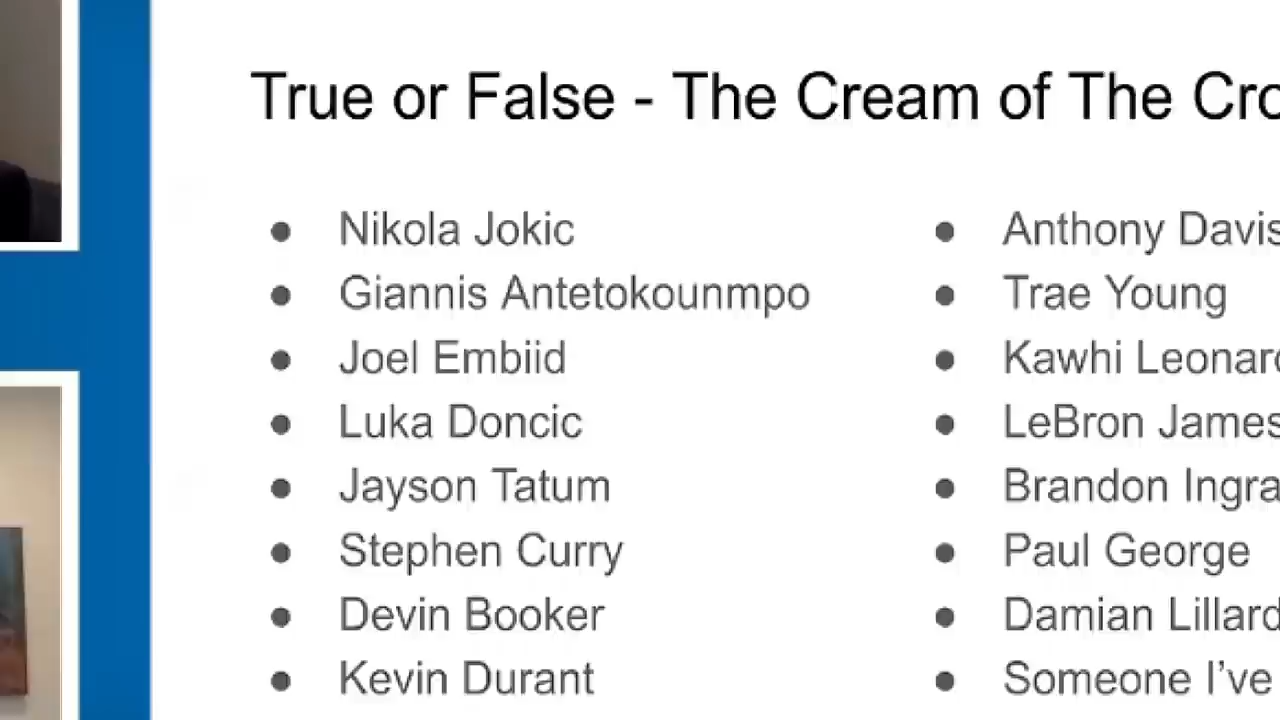 True or False - The Cream of The Cro
Nikola Jokic
Giannis Antetokounmpo
Joel Embiid
Luka Doncic
Jayson Tatum
Stephen Curry
Devin Booker
Kevin Durant
Anthony Davis
Trae Young
Kawhi Leonard
LeBron James
Brandon Ingra
Paul George
Damian Lillard
Someone I’ve